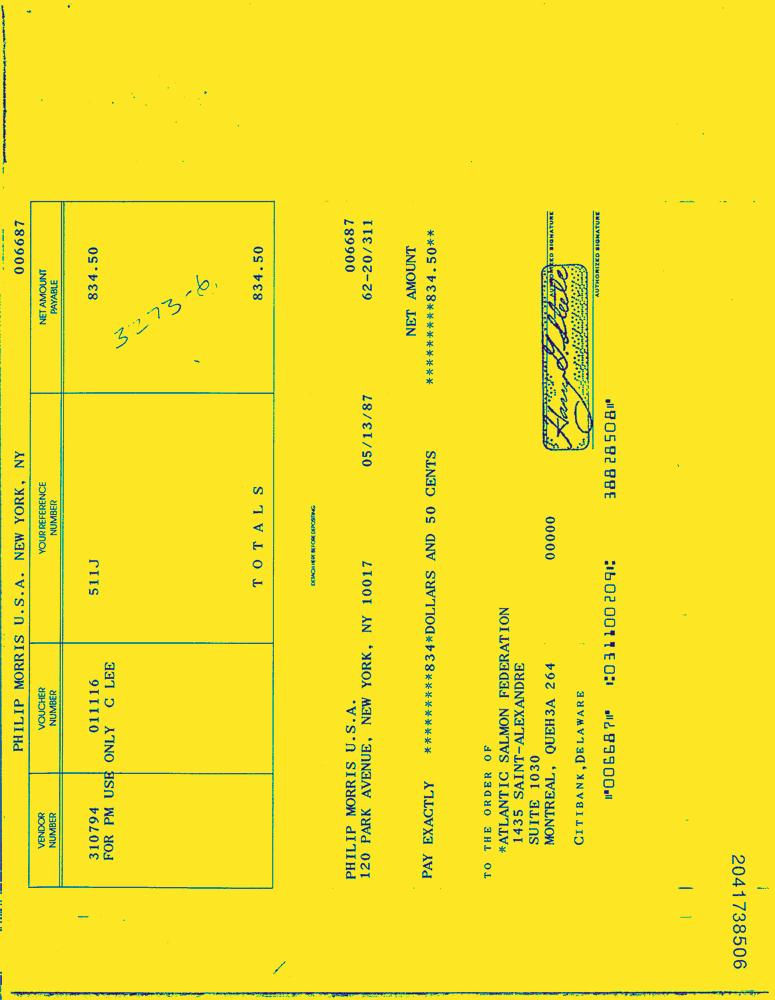 PHILIP MORRIS U.S.A. NEW YORK, NY 006687
VENDOR NUMBER VOUCHER NUMBER YOUR REFERENCE NUMBER NET AMOUNT PAYABLE
310794 011116 511J 834.50
FOR PM USE ONLY C LEE
TOTALS 834.50
DETACH HERE BEFORE DEPOSITING
PHILIP MORRIS U.S.A. 006687
120 PARK AVENUE, NEW YORK, NY 10017 05/13/87 62-20/311
NET AMOUNT
PAY EXACTLY *********834*DOLLARS AND 50 CENTS *********834.50**
TO THE ORDER OF
*ATLANTIC SALMON FEDERATION
1435 SAINT-ALEXANDRE
SUITE 1030
MONTREAL, QUEH3A 264 00000
AUTHORIZED SIGNATURE
CITIBANK, DELAWARE
AUTHORIZED SIGNATURE
⑈006687⑈ ⑆031100209⑆ 38828508⑈
2041738506